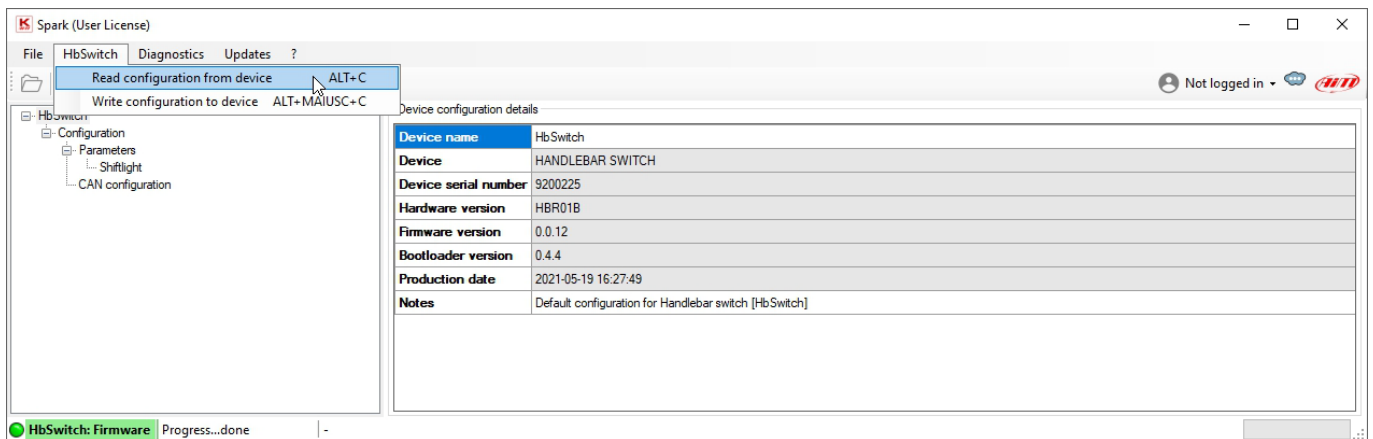 Spark (User License)
File HbSwitch Diagnostics Updates ?
Read configuration from device ALT+C
Write configuration to device ALT+MAIUSC+C
Not logged in
AiM
HbSwitch
Configuration
Parameters
Shiftlight
CAN configuration
Device configuration details
Device name HbSwitch
Device HANDLEBAR SWITCH
Device serial number 9200225
Hardware version HBR01B
Firmware version 0.0.12
Bootloader version 0.4.4
Production date 2021-05-19 16:27:49
Notes Default configuration for Handlebar switch [HbSwitch]
HbSwitch: Firmware Progress...done -